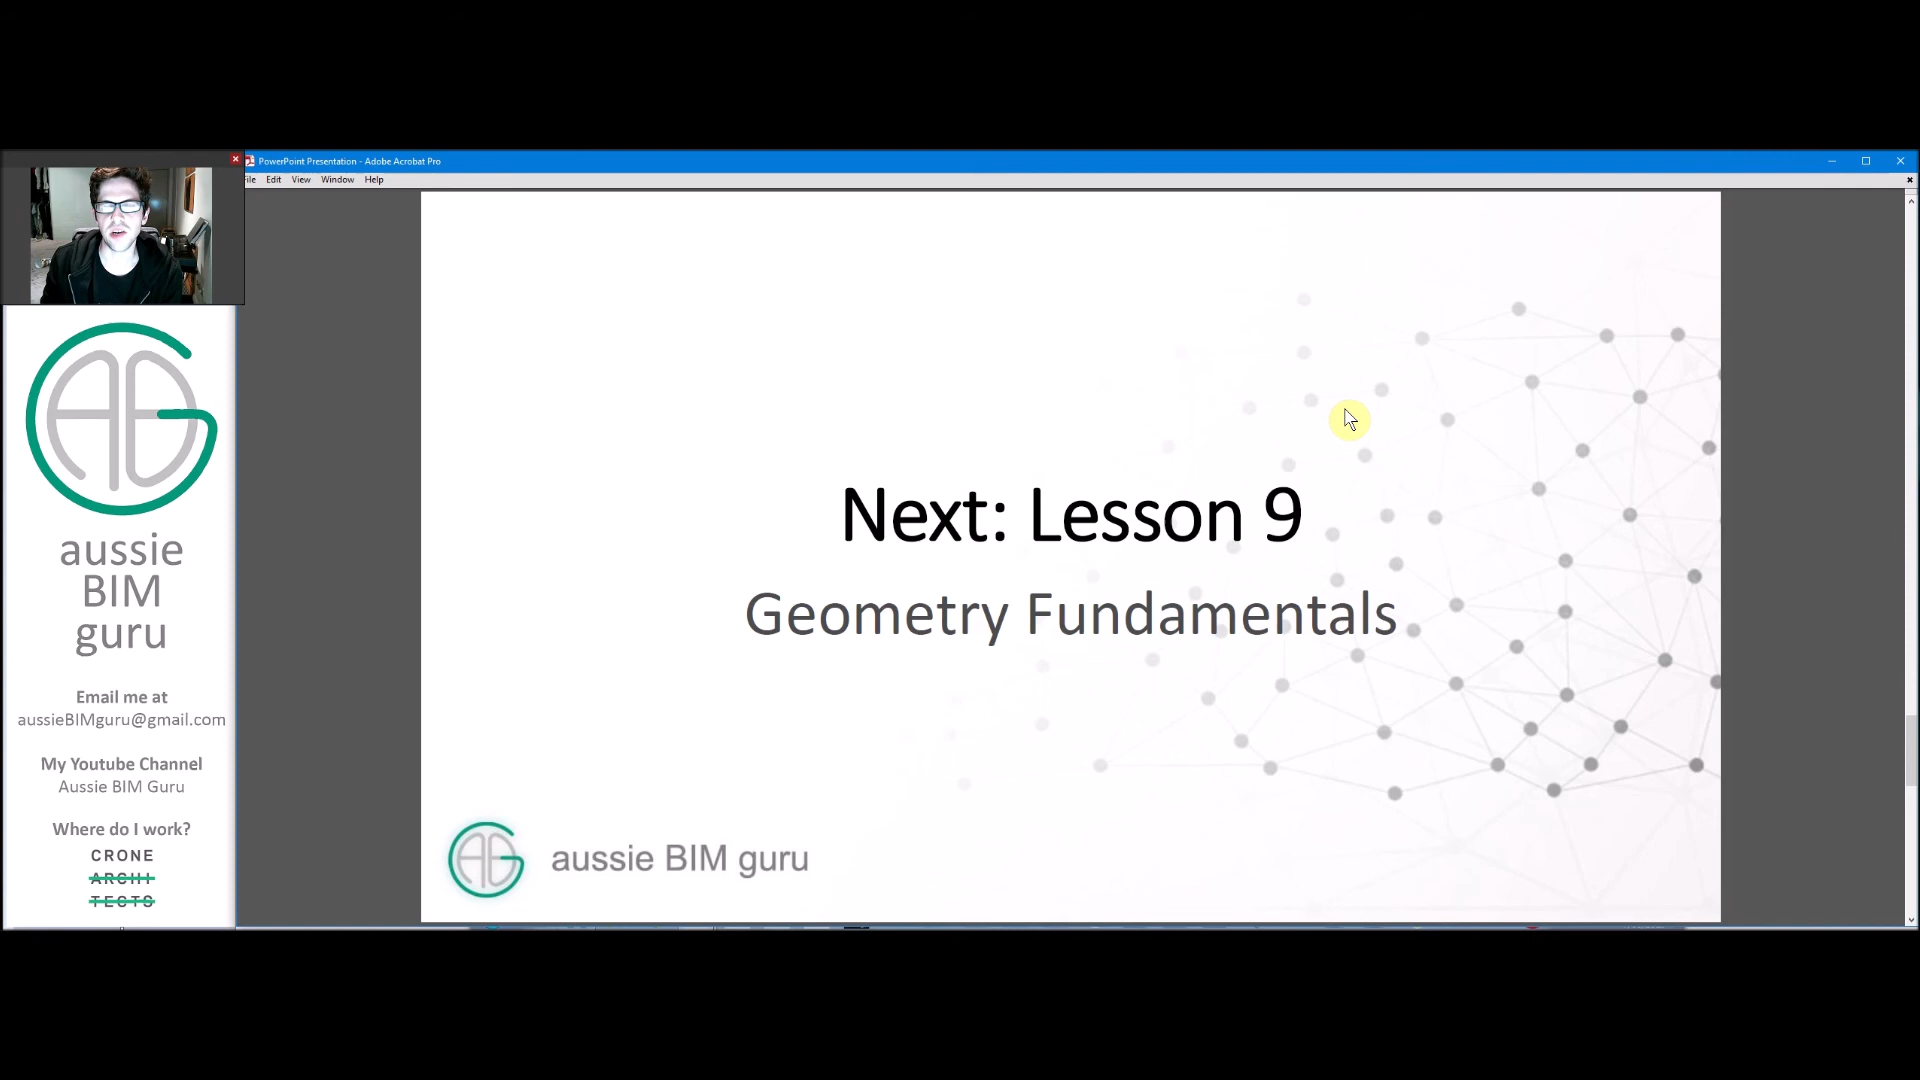 PowerPoint Presentation - Adobe Acrobat Pro
File Edit View Window Help
aussie
BIM
guru
Email me at
aussieBIMguru@gmail.com
My Youtube Channel
Aussie BIM Guru
Where do I work?
CRONE
ARCHI
TECTS
Next: Lesson 9
Geometry Fundamentals
aussie BIM guru